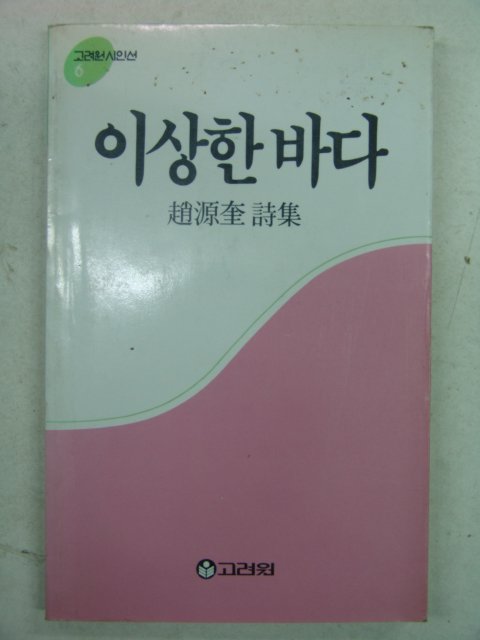 고려원시인선
6
이상한 바다
趙源奎 詩集
고려원